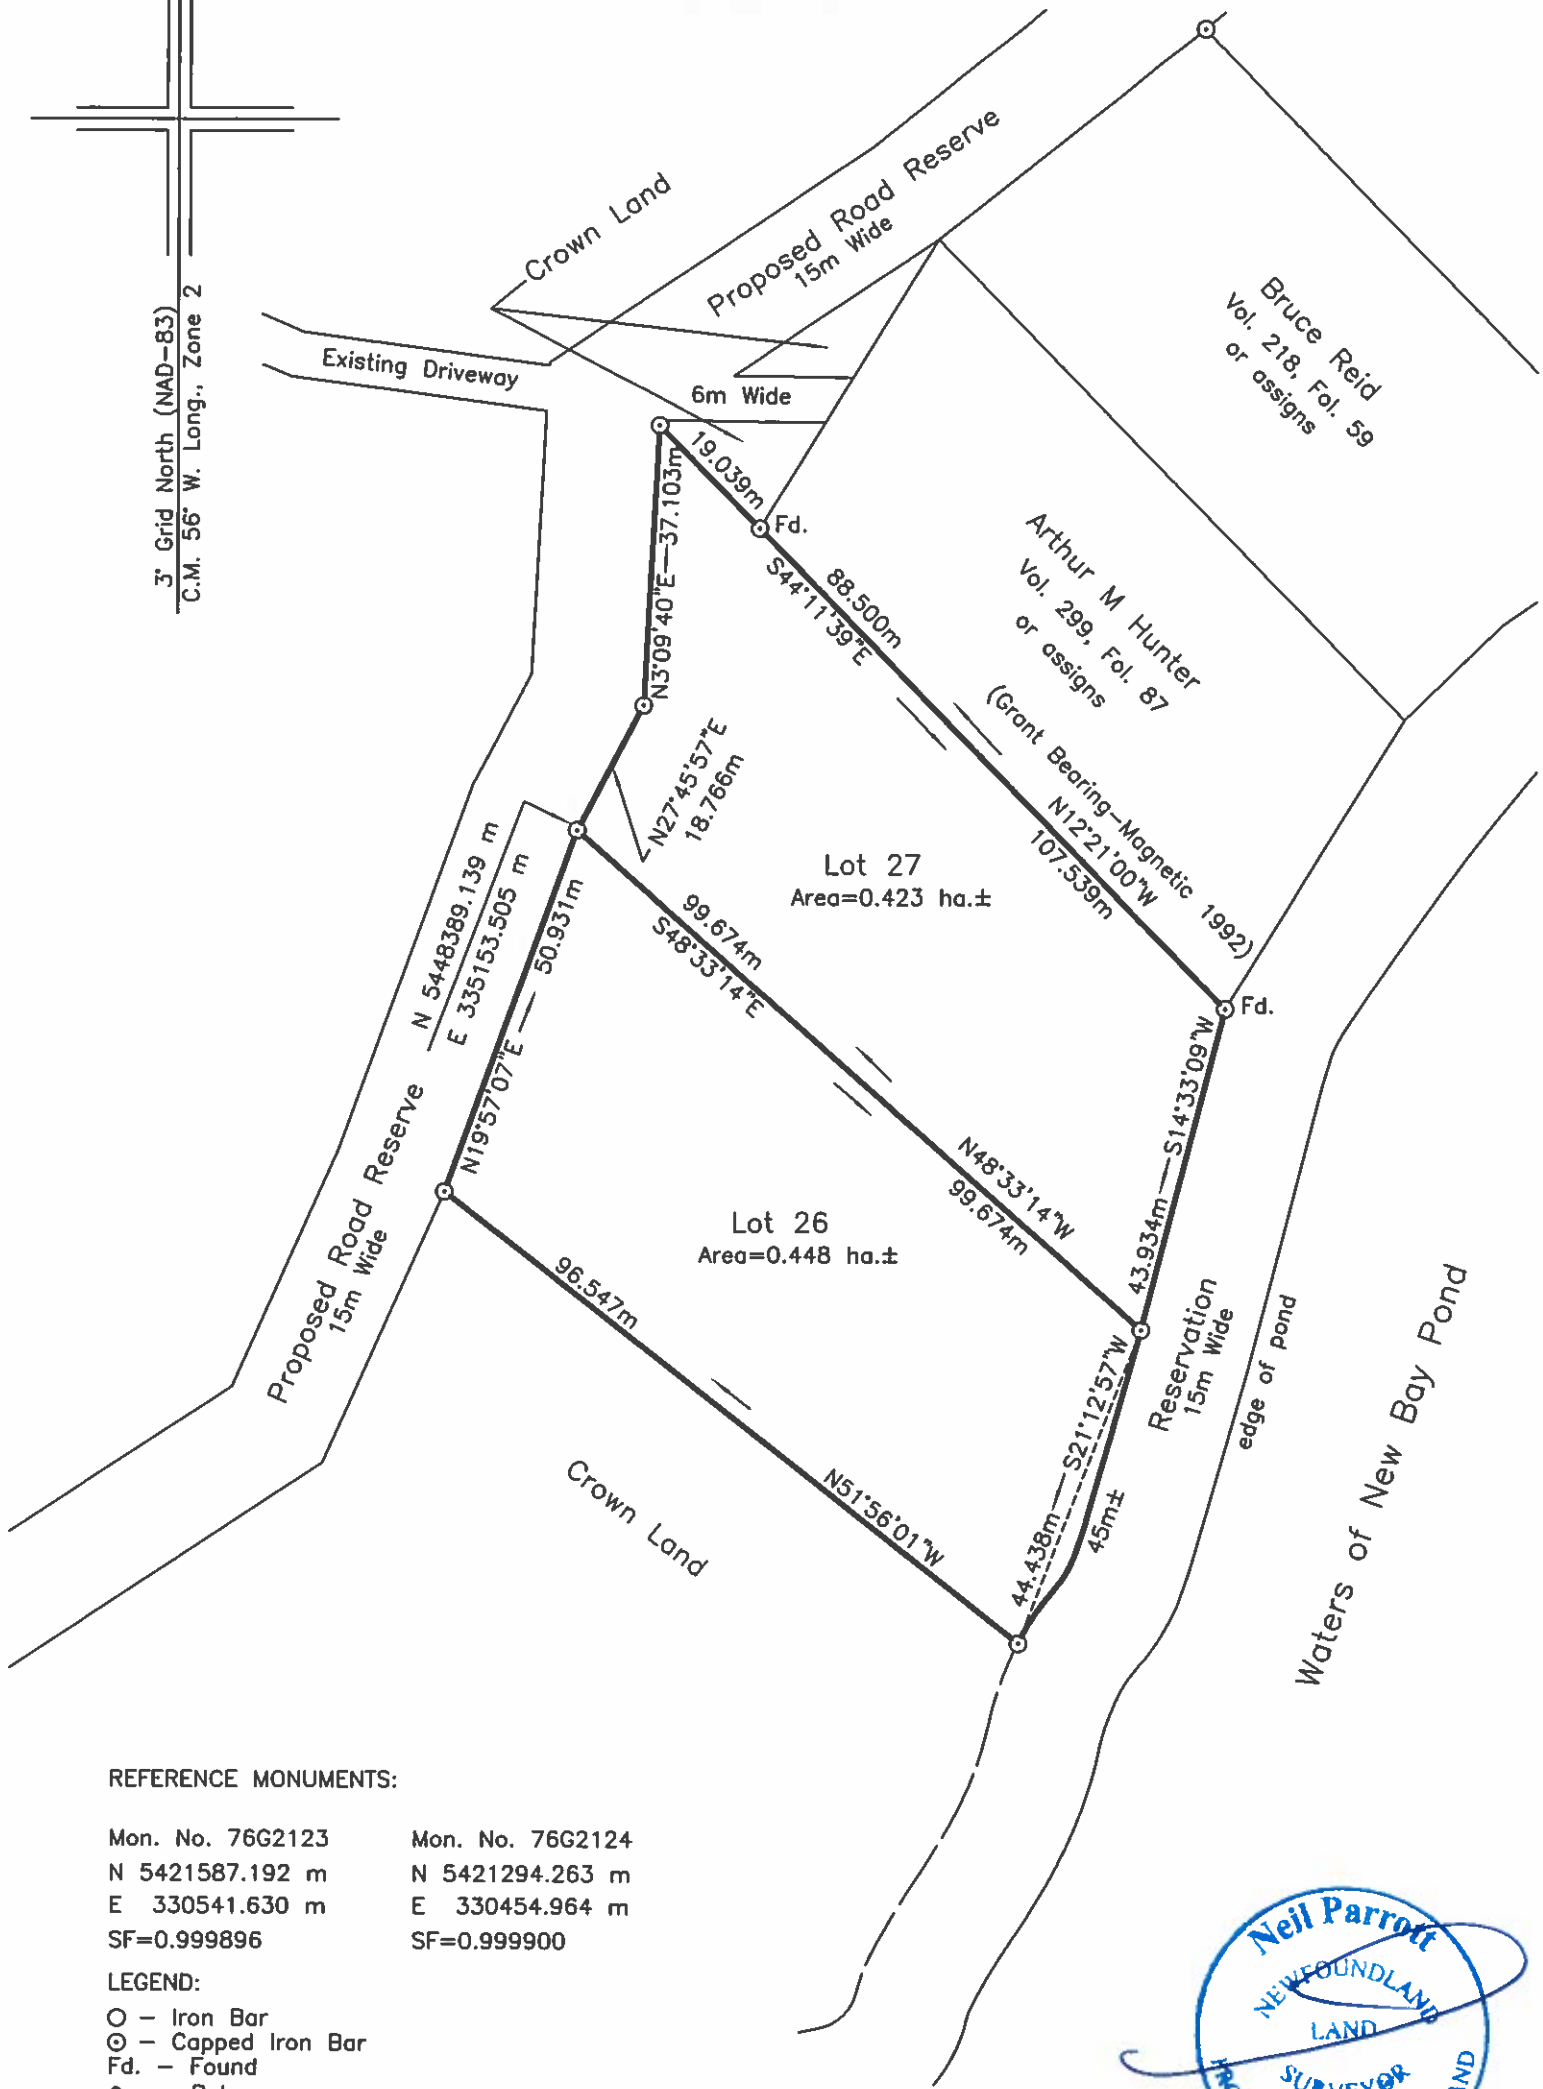 3° Grid North (NAD-83)
C.M. 56° W. Long., Zone 2
Crown Land
Proposed Road Reserve
15m Wide
Existing Driveway
6m Wide
Bruce Reid
Vol. 218, Fol. 59
or assigns
19.039m
Fd.
N3°09'40"E—37.103m
88.500m
S44°11'39"E
Arthur M Hunter
Vol. 299, Fol. 87
or assigns
(Grant Bearing-Magnetic 1992)
N12°21'00"W
107.539m
N27°45'57"E
18.766m
Lot 27
Area=0.423 ha.±
N 5448389.139 m
E 335153.505 m
N19°57'07"E — 50.931m
99.674m
S48°33'14"E
Fd.
43.934m — S14°33'09"W
N48°33'14"W
99.674m
Proposed Road Reserve
15m Wide
Lot 26
Area=0.448 ha.±
96.547m
N51°56'01"W
44.438m — S21°12'57"W
45m±
Reservation
15m Wide
edge of pond
Waters of New Bay Pond
Crown Land
REFERENCE MONUMENTS:
Mon. No. 76G2123
N 5421587.192 m
E 330541.630 m
SF=0.999896
Mon. No. 76G2124
N 5421294.263 m
E 330454.964 m
SF=0.999900
LEGEND:
O – Iron Bar
⊙ – Capped Iron Bar
Fd. – Found
Neil Parrott
NEWFOUNDLAND
LAND
SURVEYOR